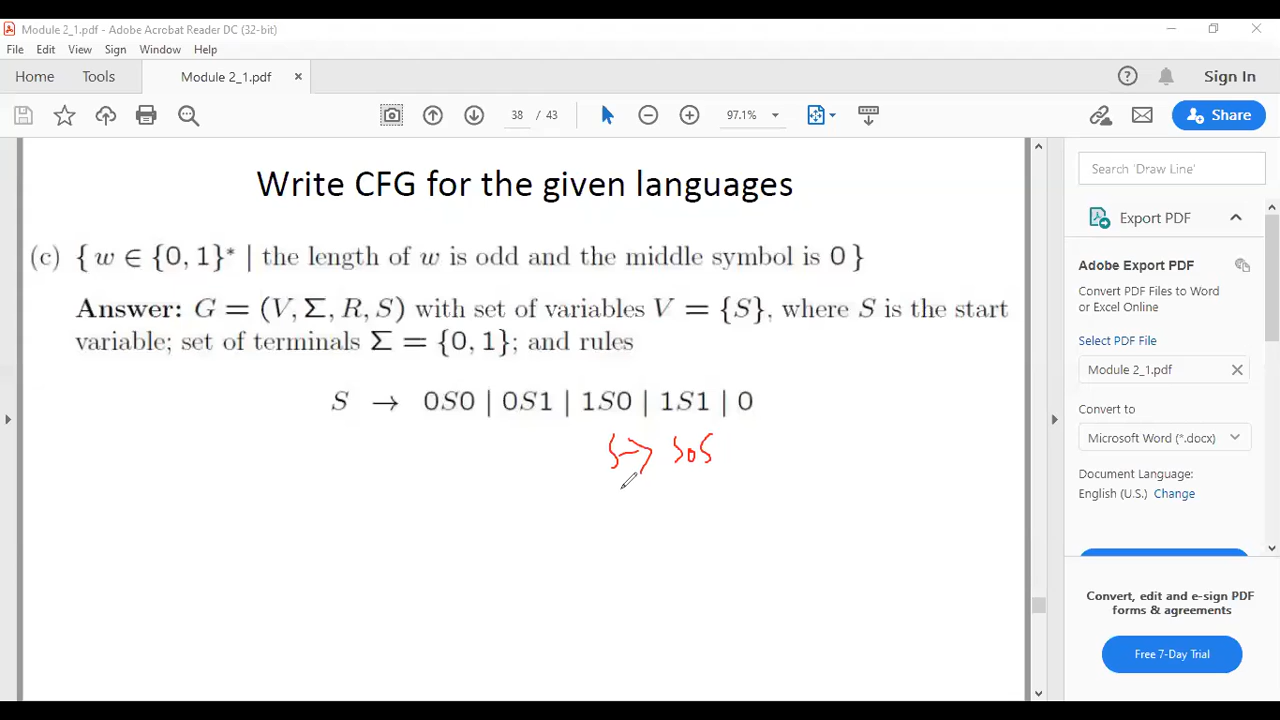 Module 2_1.pdf - Adobe Acrobat Reader DC (32-bit)
File Edit View Sign Window Help
Home Tools Module 2_1.pdf × Sign In
38 / 43 97.1% Share
Write CFG for the given languages
(c) { w ∈ {0, 1}* | the length of w is odd and the middle symbol is 0 }
Answer: G = (V, Σ, R, S) with set of variables V = {S}, where S is the start
variable; set of terminals Σ = {0, 1}; and rules
S → 0S0 | 0S1 | 1S0 | 1S1 | 0
S → S0S
Search 'Draw Line'
Export PDF
Adobe Export PDF
Convert PDF Files to Word
or Excel Online
Select PDF File
Module 2_1.pdf
Convert to
Microsoft Word (*.docx)
Document Language:
English (U.S.) Change
Convert, edit and e-sign PDF
forms & agreements
Free 7-Day Trial